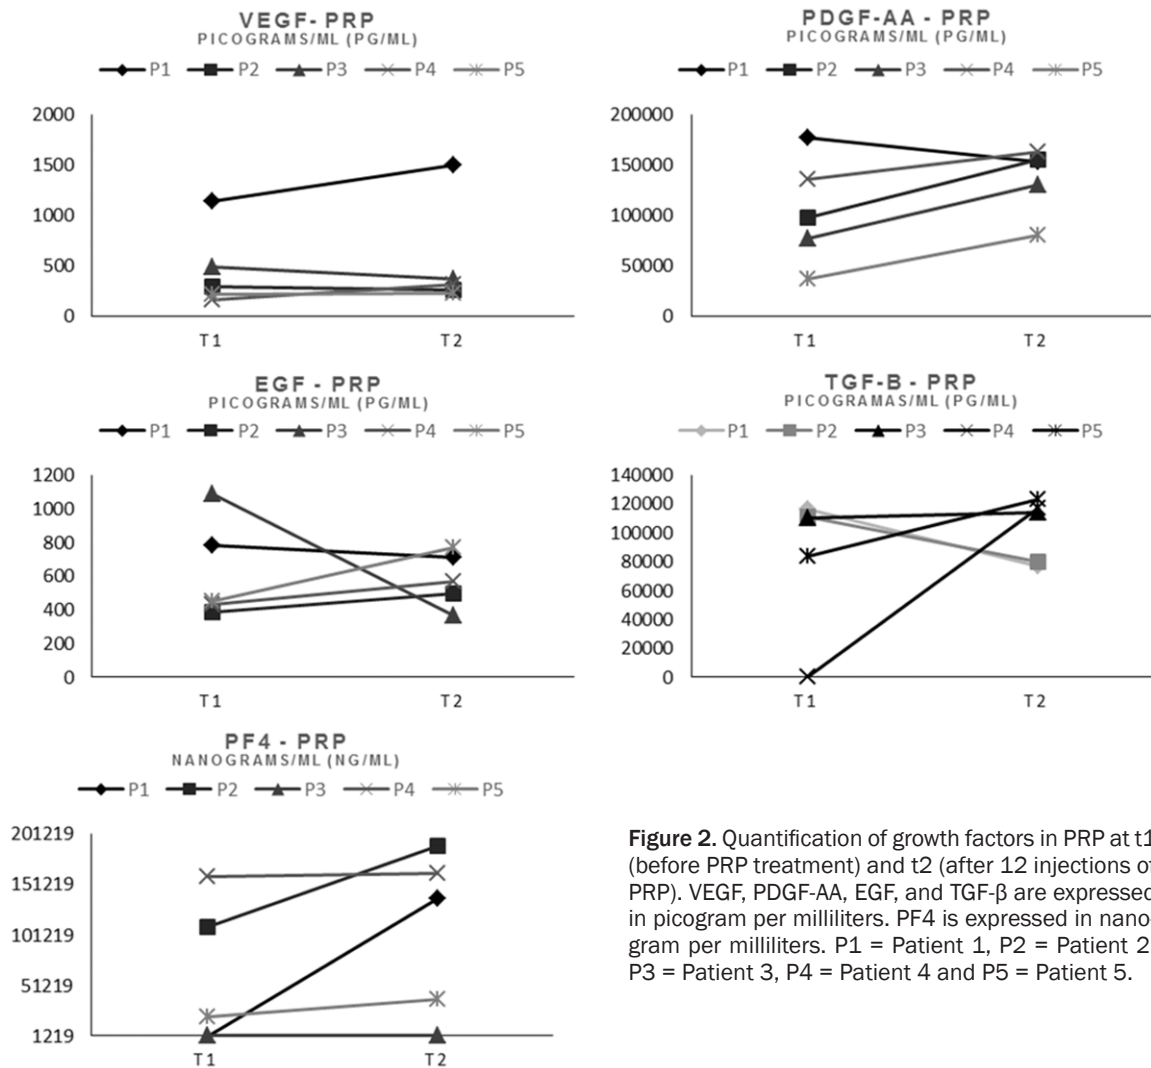 VEGF- PRP
PICOGRAMS/ML (PG/ML)
P1 P2 P3 P4 P5
2000
1500
1000
500
0
T1 T2
PDGF-AA - PRP
PICOGRAMS/ML (PG/ML)
P1 P2 P3 P4 P5
200000
150000
100000
50000
0
T1 T2
EGF - PRP
PICOGRAMS/ML (PG/ML)
P1 P2 P3 P4 P5
1200
1000
800
600
400
200
0
T1 T2
TGF-B - PRP
PICOGRAMAS/ML (PG/ML)
P1 P2 P3 P4 P5
140000
120000
100000
80000
60000
40000
20000
0
T1 T2
PF4 - PRP
NANOGRAMS/ML (NG/ML)
P1 P2 P3 P4 P5
201219
151219
101219
51219
1219
T1 T2
Figure 2. Quantification of growth factors in PRP at t1
(before PRP treatment) and t2 (after 12 injections of
PRP). VEGF, PDGF-AA, EGF, and TGF-β are expressed
in picogram per milliliters. PF4 is expressed in nano-
gram per milliliters. P1 = Patient 1, P2 = Patient 2
P3 = Patient 3, P4 = Patient 4 and P5 = Patient 5.